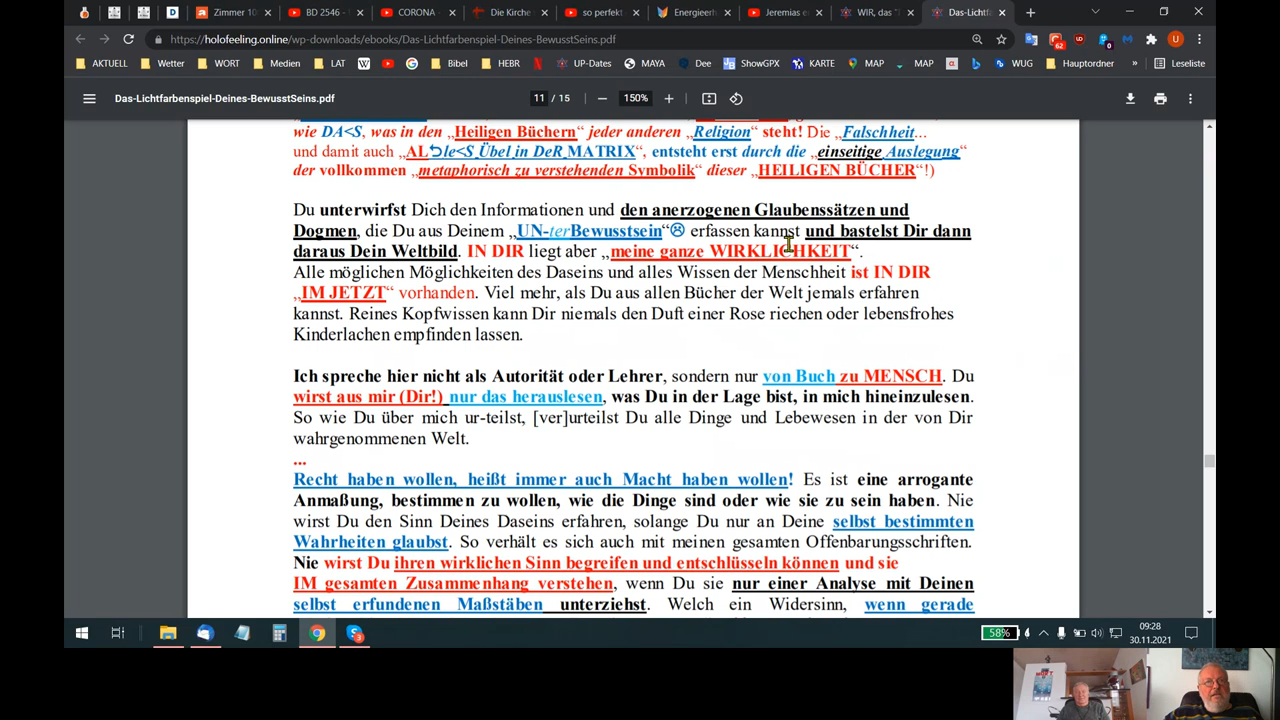 Zimmer 10
BD 2546 -
CORONA -
Die Kirche
so perfekt
Energieerh
Jeremias e
WIR, das "
Das-Lichtf
https://holofeeling.online/wp-downloads/ebooks/Das-Lichtfarbenspiel-Deines-BewusstSeins.pdf
62
0
U
AKTUELL
Wetter
WORT
Medien
LAT
W
G
Bibel
HEBR
UP-Dates
MAYA
Dee
ShowGPX
KARTE
MAP
MAP
WUG
Hauptordner
»
Leseliste
Das-Lichtfarbenspiel-Deines-BewusstSeins.pdf
11 / 15
150%
wie DA<S, was in den „Heiligen Büchern“ jeder anderen „Religion“ steht! Die „Falschheit...
und damit auch „AL⮌le<S Übel in DeR MATRIX“, entsteht erst durch die „einseitige Auslegung“
der vollkommen „metaphorisch zu verstehenden Symbolik“ dieser „HEILIGEN BÜCHER“!)
Du unterwirfst Dich den Informationen und den anerzogenen Glaubenssätzen und
Dogmen, die Du aus Deinem „UN-terBewusstsein“☹ erfassen kannst und bastelst Dir dann
daraus Dein Weltbild. IN DIR liegt aber „meine ganze WIRKLICHKEIT“.
Alle möglichen Möglichkeiten des Daseins und alles Wissen der Menschheit ist IN DIR
„IM JETZT“ vorhanden. Viel mehr, als Du aus allen Bücher der Welt jemals erfahren
kannst. Reines Kopfwissen kann Dir niemals den Duft einer Rose riechen oder lebensfrohes
Kinderlachen empfinden lassen.
Ich spreche hier nicht als Autorität oder Lehrer, sondern nur von Buch zu MENSCH. Du
wirst aus mir (Dir!) nur das herauslesen, was Du in der Lage bist, in mich hineinzulesen.
So wie Du über mich ur-teilst, [ver]urteilst Du alle Dinge und Lebewesen in der von Dir
wahrgenommenen Welt.
...
Recht haben wollen, heißt immer auch Macht haben wollen! Es ist eine arrogante
Anmaßung, bestimmen zu wollen, wie die Dinge sind oder wie sie zu sein haben. Nie
wirst Du den Sinn Deines Daseins erfahren, solange Du nur an Deine selbst bestimmten
Wahrheiten glaubst. So verhält es sich auch mit meinen gesamten Offenbarungsschriften.
Nie wirst Du ihren wirklichen Sinn begreifen und entschlüsseln können und sie
IM gesamten Zusammenhang verstehen, wenn Du sie nur einer Analyse mit Deinen
selbst erfundenen Maßstäben unterziehst. Welch ein Widersinn, wenn gerade
58%
09:28
30.11.2021